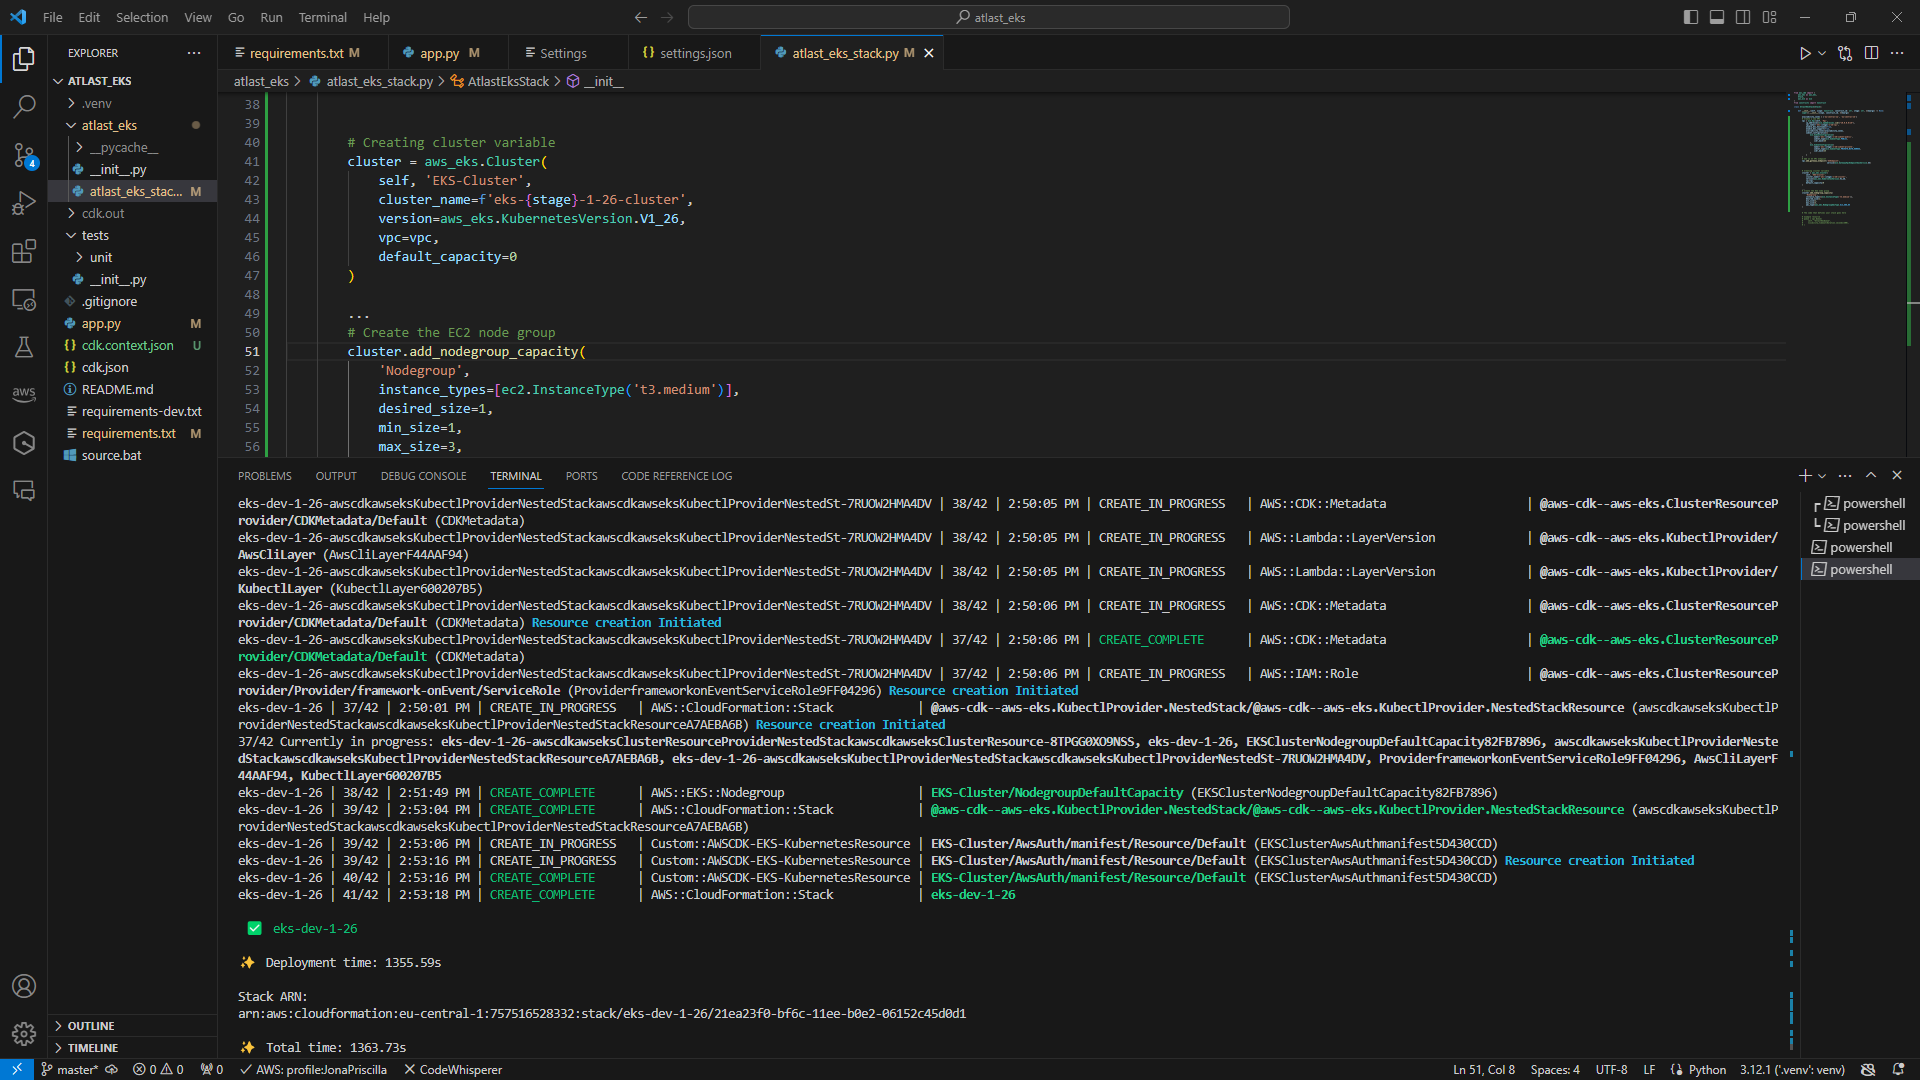 File Edit Selection View Go Run Terminal Help
atlast_eks
EXPLORER
ATLAST_EKS
.venv
atlast_eks
__pycache__
__init__.py
atlast_eks_stac... M
cdk.out
tests
unit
__init__.py
.gitignore
app.py M
cdk.context.json U
cdk.json
README.md
requirements-dev.txt
requirements.txt M
source.bat
OUTLINE
TIMELINE
4
aws
requirements.txt M app.py M Settings settings.json atlast_eks_stack.py M
atlast_eks > atlast_eks_stack.py > AtlastEksStack > __init__
38
39
40 # Creating cluster variable
41 cluster = aws_eks.Cluster(
42 self, 'EKS-Cluster',
43 cluster_name=f'eks-{stage}-1-26-cluster',
44 version=aws_eks.KubernetesVersion.V1_26,
45 vpc=vpc,
46 default_capacity=0
47 )
48
49 ...
50 # Create the EC2 node group
51 cluster.add_nodegroup_capacity(
52 'Nodegroup',
53 instance_types=[ec2.InstanceType('t3.medium')],
54 desired_size=1,
55 min_size=1,
56 max_size=3,
PROBLEMS OUTPUT DEBUG CONSOLE TERMINAL PORTS CODE REFERENCE LOG
eks-dev-1-26-awscdkawseksKubectlProviderNestedStackawscdkawseksKubectlProviderNestedSt-7RUOW2HMA4DV | 38/42 | 2:50:05 PM | CREATE_IN_PROGRESS | AWS::CDK::Metadata | @aws-cdk--aws-eks.ClusterResourceP
rovider/CDKMetadata/Default (CDKMetadata)
eks-dev-1-26-awscdkawseksKubectlProviderNestedStackawscdkawseksKubectlProviderNestedSt-7RUOW2HMA4DV | 38/42 | 2:50:05 PM | CREATE_IN_PROGRESS | AWS::Lambda::LayerVersion | @aws-cdk--aws-eks.KubectlProvider/
AwsCliLayer (AwsCliLayerF44AAF94)
eks-dev-1-26-awscdkawseksKubectlProviderNestedStackawscdkawseksKubectlProviderNestedSt-7RUOW2HMA4DV | 38/42 | 2:50:05 PM | CREATE_IN_PROGRESS | AWS::Lambda::LayerVersion | @aws-cdk--aws-eks.KubectlProvider/
KubectlLayer (KubectlLayer600207B5)
eks-dev-1-26-awscdkawseksKubectlProviderNestedStackawscdkawseksKubectlProviderNestedSt-7RUOW2HMA4DV | 38/42 | 2:50:06 PM | CREATE_IN_PROGRESS | AWS::CDK::Metadata | @aws-cdk--aws-eks.ClusterResourceP
rovider/CDKMetadata/Default (CDKMetadata) Resource creation Initiated
eks-dev-1-26-awscdkawseksKubectlProviderNestedStackawscdkawseksKubectlProviderNestedSt-7RUOW2HMA4DV | 37/42 | 2:50:06 PM | CREATE_COMPLETE | AWS::CDK::Metadata | @aws-cdk--aws-eks.ClusterResourceP
rovider/CDKMetadata/Default (CDKMetadata)
eks-dev-1-26-awscdkawseksKubectlProviderNestedStackawscdkawseksKubectlProviderNestedSt-7RUOW2HMA4DV | 37/42 | 2:50:06 PM | CREATE_IN_PROGRESS | AWS::IAM::Role | @aws-cdk--aws-eks.ClusterResourceP
rovider/Provider/framework-onEvent/ServiceRole (ProviderframeworkonEventServiceRole9FF04296) Resource creation Initiated
eks-dev-1-26 | 37/42 | 2:50:01 PM | CREATE_IN_PROGRESS | AWS::CloudFormation::Stack | @aws-cdk--aws-eks.KubectlProvider.NestedStack/@aws-cdk--aws-eks.KubectlProvider.NestedStackResource (awscdkawseksKubectlP
roviderNestedStackawscdkawseksKubectlProviderNestedStackResourceA7AEBA6B) Resource creation Initiated
37/42 Currently in progress: eks-dev-1-26-awscdkawseksClusterResourceProviderNestedStackawscdkawseksClusterResource-8TPGG0XO9NSS, eks-dev-1-26, EKSClusterNodegroupDefaultCapacity82FB7896, awscdkawseksKubectlProviderNeste
dStackawscdkawseksKubectlProviderNestedStackResourceA7AEBA6B, eks-dev-1-26-awscdkawseksKubectlProviderNestedStackawscdkawseksKubectlProviderNestedSt-7RUOW2HMA4DV, ProviderframeworkonEventServiceRole9FF04296, AwsCliLayerF
44AAF94, KubectlLayer600207B5
eks-dev-1-26 | 38/42 | 2:51:49 PM | CREATE_COMPLETE | AWS::EKS::Nodegroup | EKS-Cluster/NodegroupDefaultCapacity (EKSClusterNodegroupDefaultCapacity82FB7896)
eks-dev-1-26 | 39/42 | 2:53:04 PM | CREATE_COMPLETE | AWS::CloudFormation::Stack | @aws-cdk--aws-eks.KubectlProvider.NestedStack/@aws-cdk--aws-eks.KubectlProvider.NestedStackResource (awscdkawseksKubectlP
roviderNestedStackawscdkawseksKubectlProviderNestedStackResourceA7AEBA6B)
eks-dev-1-26 | 39/42 | 2:53:06 PM | CREATE_IN_PROGRESS | Custom::AWSCDK-EKS-KubernetesResource | EKS-Cluster/AwsAuth/manifest/Resource/Default (EKSClusterAwsAuthmanifest5D430CCD)
eks-dev-1-26 | 39/42 | 2:53:16 PM | CREATE_IN_PROGRESS | Custom::AWSCDK-EKS-KubernetesResource | EKS-Cluster/AwsAuth/manifest/Resource/Default (EKSClusterAwsAuthmanifest5D430CCD) Resource creation Initiated
eks-dev-1-26 | 40/42 | 2:53:16 PM | CREATE_COMPLETE | Custom::AWSCDK-EKS-KubernetesResource | EKS-Cluster/AwsAuth/manifest/Resource/Default (EKSClusterAwsAuthmanifest5D430CCD)
eks-dev-1-26 | 41/42 | 2:53:18 PM | CREATE_COMPLETE | AWS::CloudFormation::Stack | eks-dev-1-26
✅ eks-dev-1-26
✨ Deployment time: 1355.59s
Stack ARN:
arn:aws:cloudformation:eu-central-1:757516528332:stack/eks-dev-1-26/21ea23f0-bf6c-11ee-b0e2-06152c45d0d1
✨ Total time: 1363.73s
powershell
powershell
powershell
powershell
master* 0 0 0 AWS: profile:JonaPriscilla CodeWhisperer Ln 51, Col 8 Spaces: 4 UTF-8 LF Python 3.12.1 ('.venv': venv)